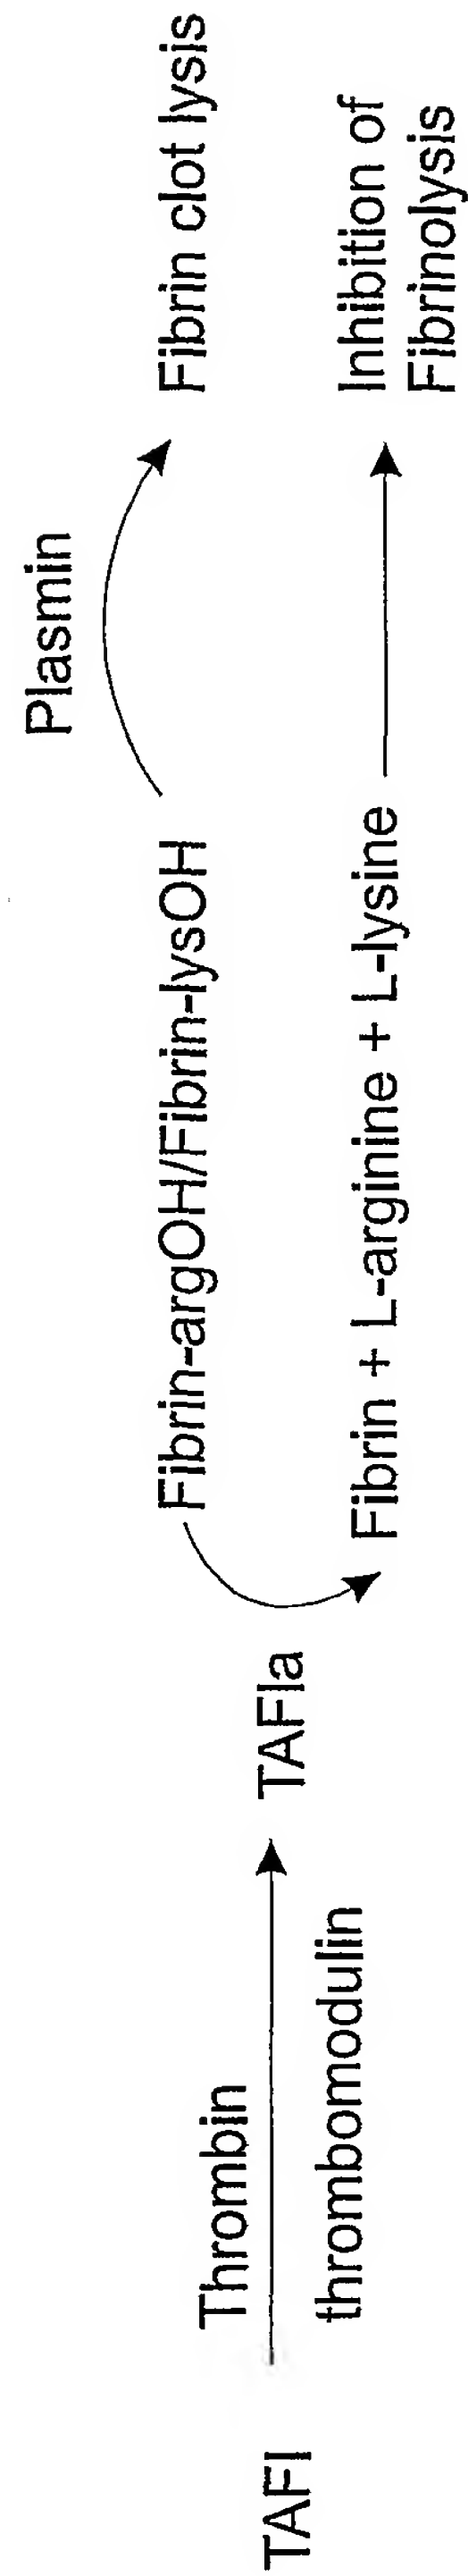 TAFI
Thrombin
thrombomodulin
TAFIa
Fibrin-argOH/Fibrin-lysOH
Fibrin + L-arginine + L-lysine
Plasmin
Fibrin clot lysis
Inhibition of
Fibrinolysis